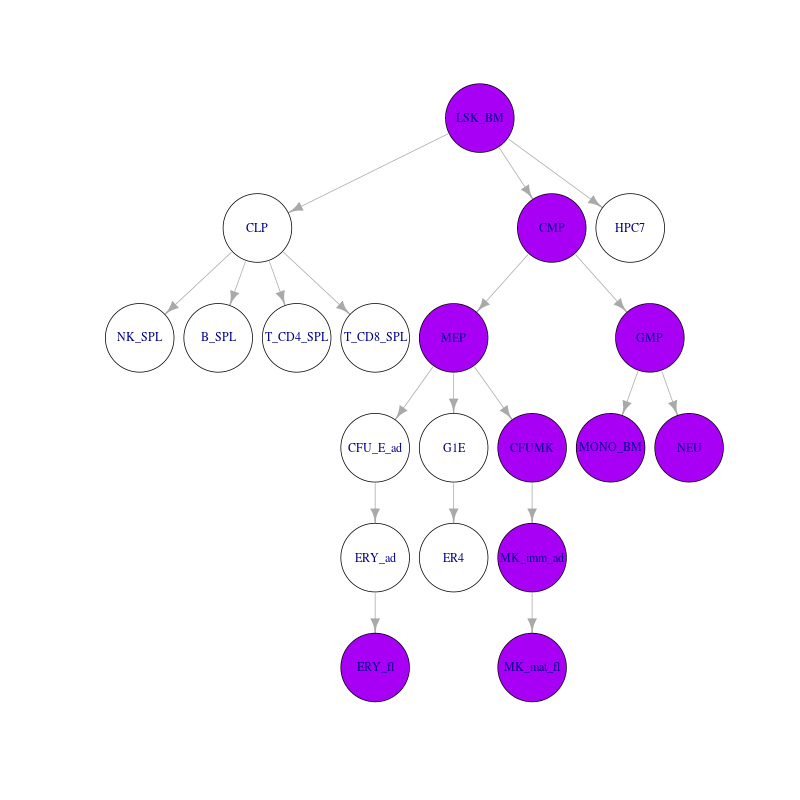 LSK_BM
CLP
CMP
HPC7
NK_SPL
B_SPL
T_CD4_SPL
T_CD8_SPL
MEP
GMP
CFU_E_ad
G1E
CFUMK
MONO_BM
NEU
ERY_ad
ER4
MK_imm_ad
ERY_fl
MK_mat_fl